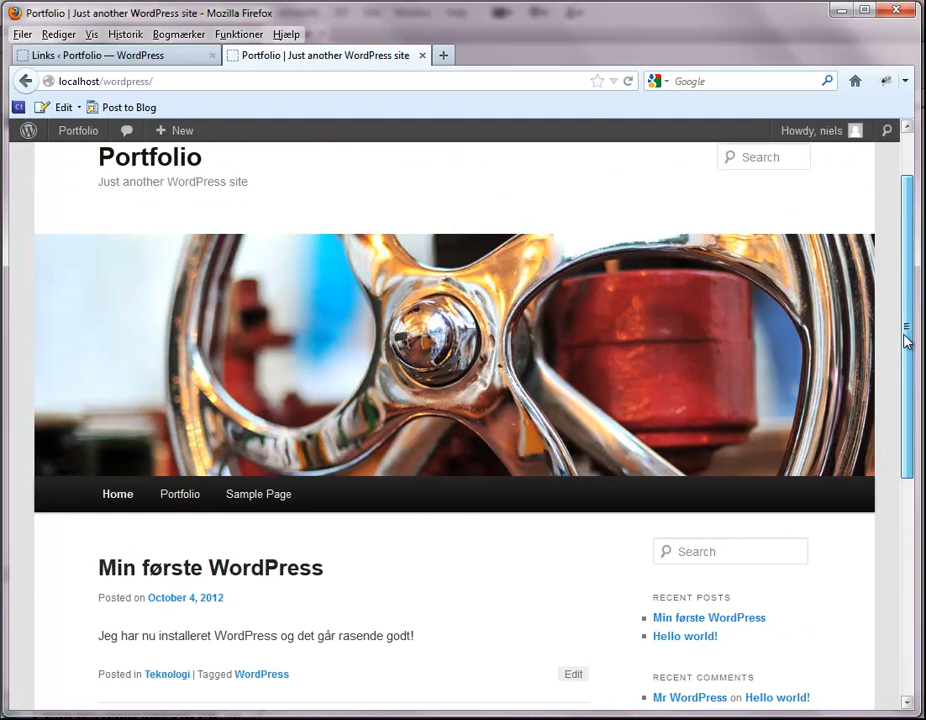 Portfolio | Just another WordPress site - Mozilla Firefox
Filer Rediger Vis Historik Bogmærker Funktioner Hjælp
Links ‹ Portfolio — WordPress
Portfolio | Just another WordPress site
localhost/wordpress/
Google
Ct Edit Post to Blog
Portfolio New Howdy, niels
Portfolio
Search
Just another WordPress site
Home Portfolio Sample Page
Min første WordPress
Posted on October 4, 2012
Jeg har nu installeret WordPress og det går rasende godt!
Posted in Teknologi | Tagged WordPress
Edit
Search
RECENT POSTS
Min første WordPress
Hello world!
RECENT COMMENTS
Mr WordPress on Hello world!